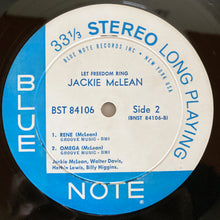 33⅓ STEREO LONG PLAYING
BLUE NOTE RECORDS INC • NEW YORK USA
LET FREEDOM RING
JACKIE McLEAN
BST 84106 Side 2
(BNST 84106-B)
1. RENE (McLean)
GROOVE MUSIC - BMI
2. OMEGA (McLean)
GROOVE MUSIC - BMI
Jackie McLean, Walter Davis,
Herbie Lewis, Billy Higgins.
BLUE
NOTE